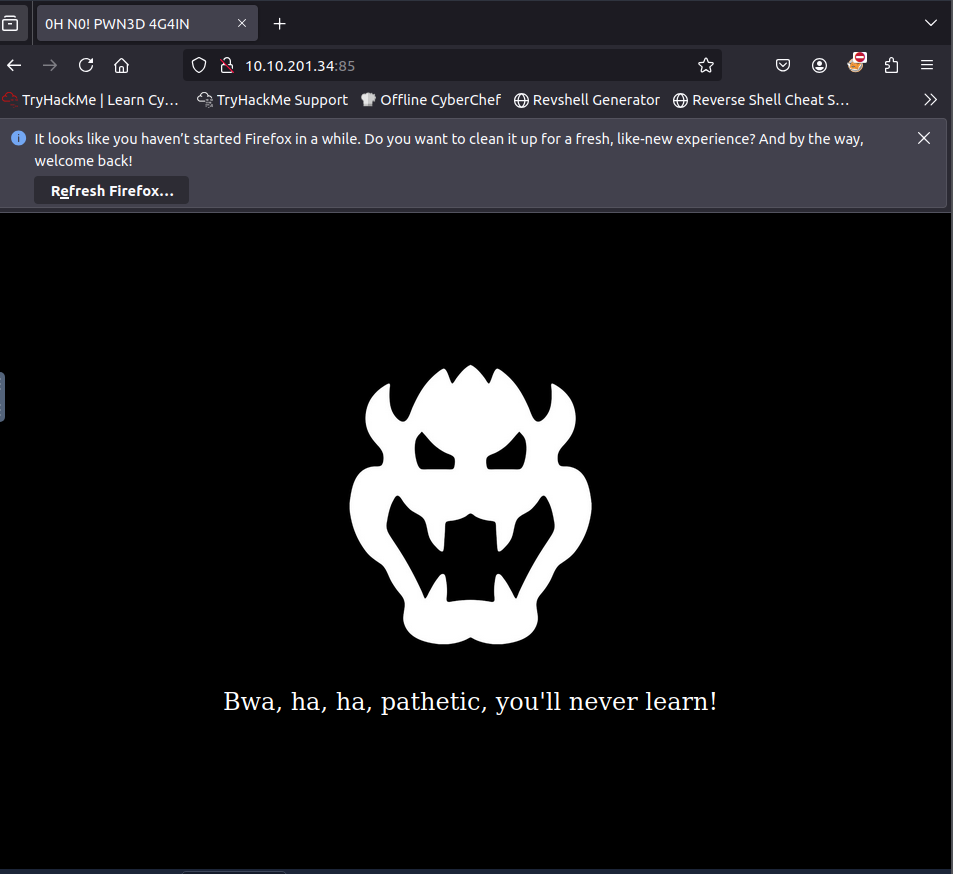 0H N0! PWN3D 4G4IN
10.10.201.34:85
TryHackMe | Learn Cy… TryHackMe Support Offline CyberChef Revshell Generator Reverse Shell Cheat S…
It looks like you haven’t started Firefox in a while. Do you want to clean it up for a fresh, like-new experience? And by the way,
welcome back!
Refresh Firefox…
Bwa, ha, ha, pathetic, you'll never learn!